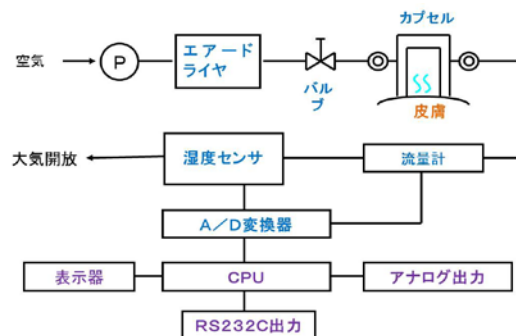 カプセル
空気
P
エアード
ライヤ
バル
ブ
皮膚
大気開放
湿度センサ
流量計
A/D変換器
表示器
CPU
アナログ出力
RS232C出力